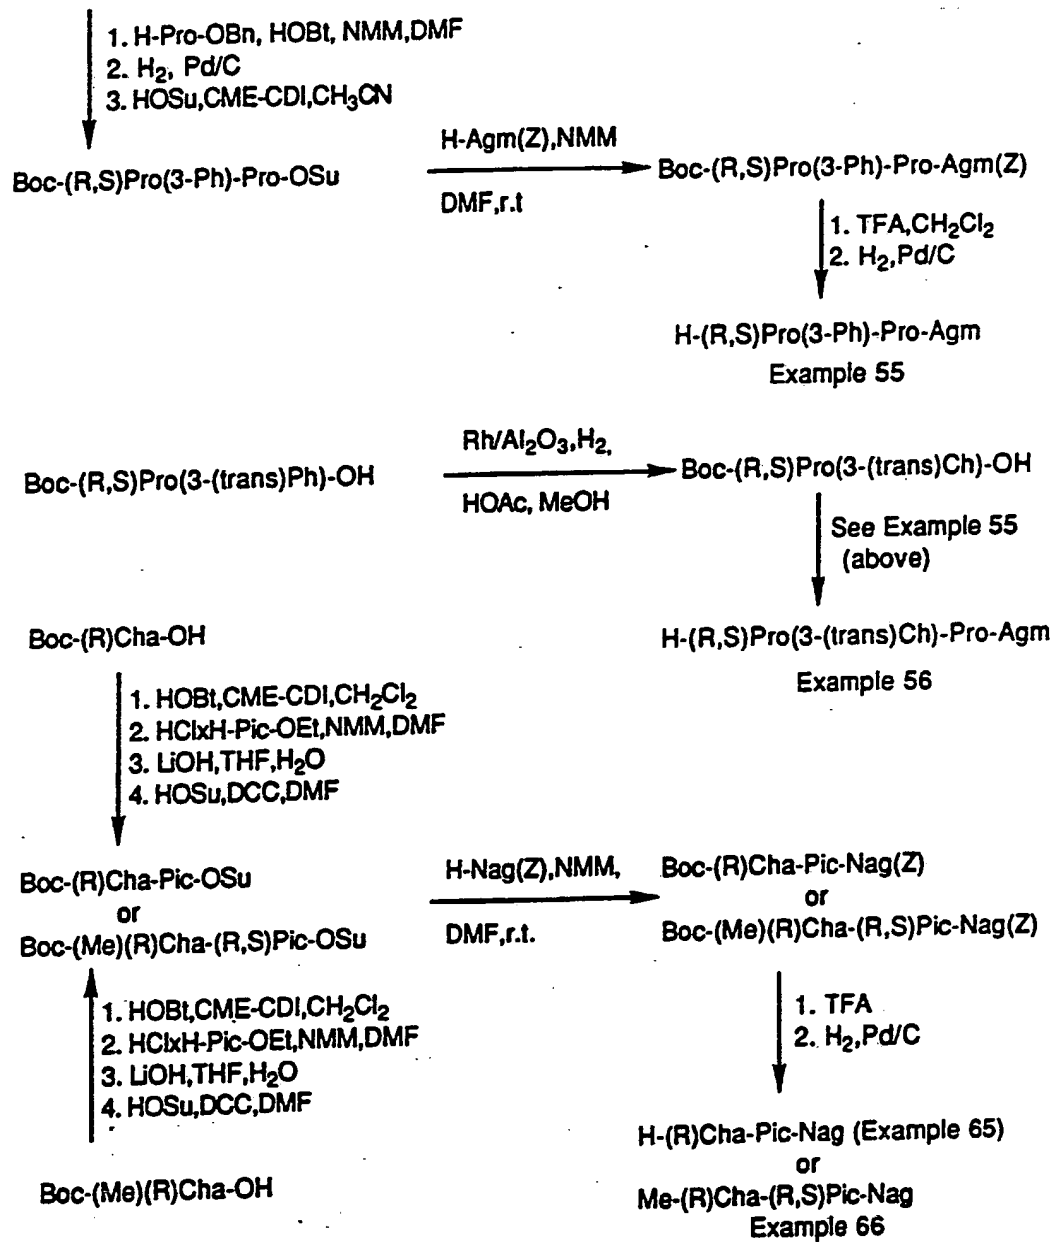 1. H-Pro-OBn, HOBt, NMM,DMF
2. H2, Pd/C
3. HOSu,CME-CDI,CH3CN
Boc-(R,S)Pro(3-Ph)-Pro-OSu
H-Agm(Z),NMM
DMF,r.t
Boc-(R,S)Pro(3-Ph)-Pro-Agm(Z)
1. TFA,CH2Cl2
2. H2,Pd/C
H-(R,S)Pro(3-Ph)-Pro-Agm
Example 55
Boc-(R,S)Pro(3-(trans)Ph)-OH
Rh/Al2O3,H2,
HOAc, MeOH
Boc-(R,S)Pro(3-(trans)Ch)-OH
See Example 55
(above)
H-(R,S)Pro(3-(trans)Ch)-Pro-Agm
Example 56
Boc-(R)Cha-OH
1. HOBt,CME-CDI,CH2Cl2
2. HClxH-Pic-OEt,NMM,DMF
3. LiOH,THF,H2O
4. HOSu,DCC,DMF
Boc-(R)Cha-Pic-OSu
or
Boc-(Me)(R)Cha-(R,S)Pic-OSu
H-Nag(Z),NMM,
DMF,r.t.
Boc-(R)Cha-Pic-Nag(Z)
or
Boc-(Me)(R)Cha-(R,S)Pic-Nag(Z)
1. HOBt,CME-CDI,CH2Cl2
2. HClxH-Pic-OEt,NMM,DMF
3. LiOH,THF,H2O
4. HOSu,DCC,DMF
Boc-(Me)(R)Cha-OH
1. TFA
2. H2,Pd/C
H-(R)Cha-Pic-Nag (Example 65)
or
Me-(R)Cha-(R,S)Pic-Nag
Example 66